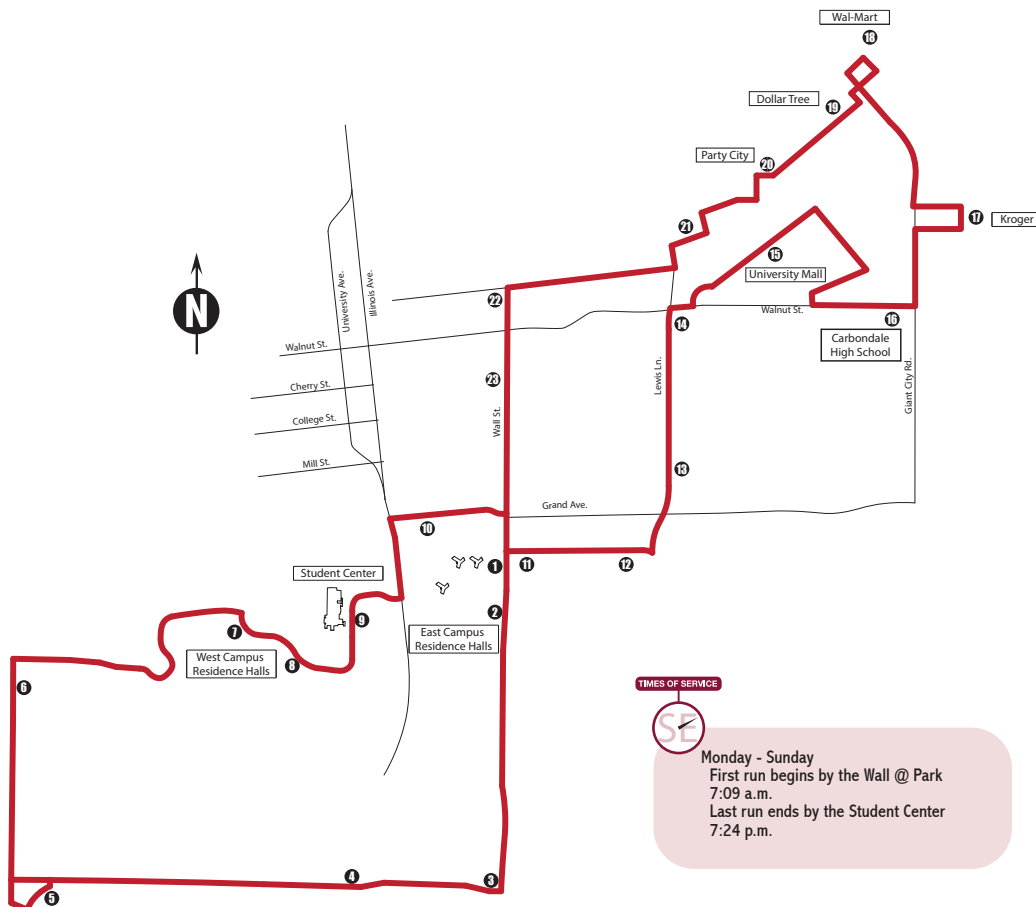 Wal-Mart
18
Dollar Tree
19
Party City
20
21
17
Kroger
15
University Mall
Walnut St.
16
Carbondale
High School
Giant City Rd.
14
Lewis Ln.
13
22
23
Wall St.
University Ave.
Illinois Ave.
N
Walnut St.
Cherry St.
College St.
Mill St.
Grand Ave.
10
1
11
12
2
Student Center
9
East Campus
Residence Halls
7
8
West Campus
Residence Halls
6
5
4
3
TIMES OF SERVICE
SE
Monday - Sunday
First run begins by the Wall @ Park
7:09 a.m.
Last run ends by the Student Center
7:24 p.m.